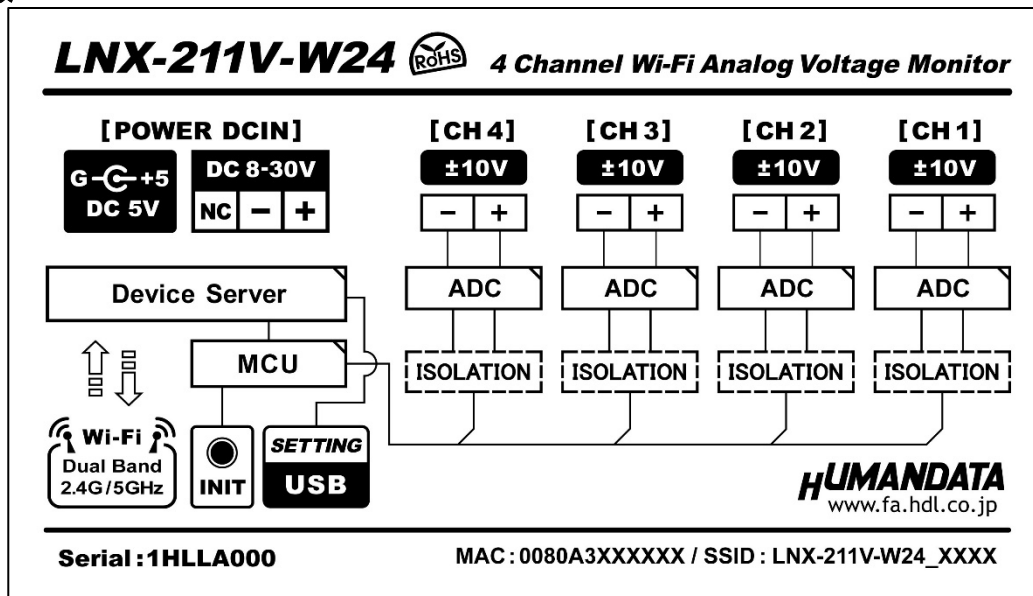 LNX-211V-W24 RoHS 4 Channel Wi-Fi Analog Voltage Monitor
[POWER DCIN] [CH 4] [CH 3] [CH 2] [CH 1]
G +5 DC 8-30V ±10V ±10V ±10V ±10V
DC 5V NC − + − + − + − + − +
Device Server ADC ADC ADC ADC
MCU ISOLATION ISOLATION ISOLATION ISOLATION
Wi-Fi SETTING
Dual Band
2.4G/5GHz INIT USB
HUMANDATA
www.fa.hdl.co.jp
Serial:1HLLA000 MAC:0080A3XXXXXX / SSID : LNX-211V-W24_XXXX